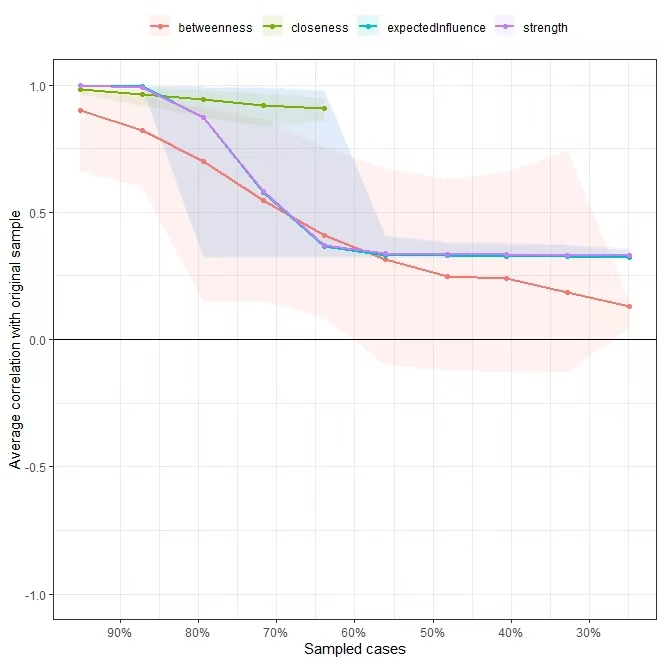 betweenness closeness expectedInfluence strength
1.0
0.5
0.0
-0.5
-1.0
Average correlation with original sample
90% 80% 70% 60% 50% 40% 30%
Sampled cases